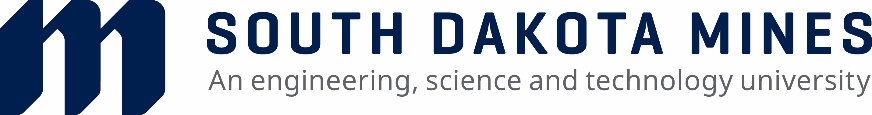 SOUTH DAKOTA MINES
An engineering, science and technology university